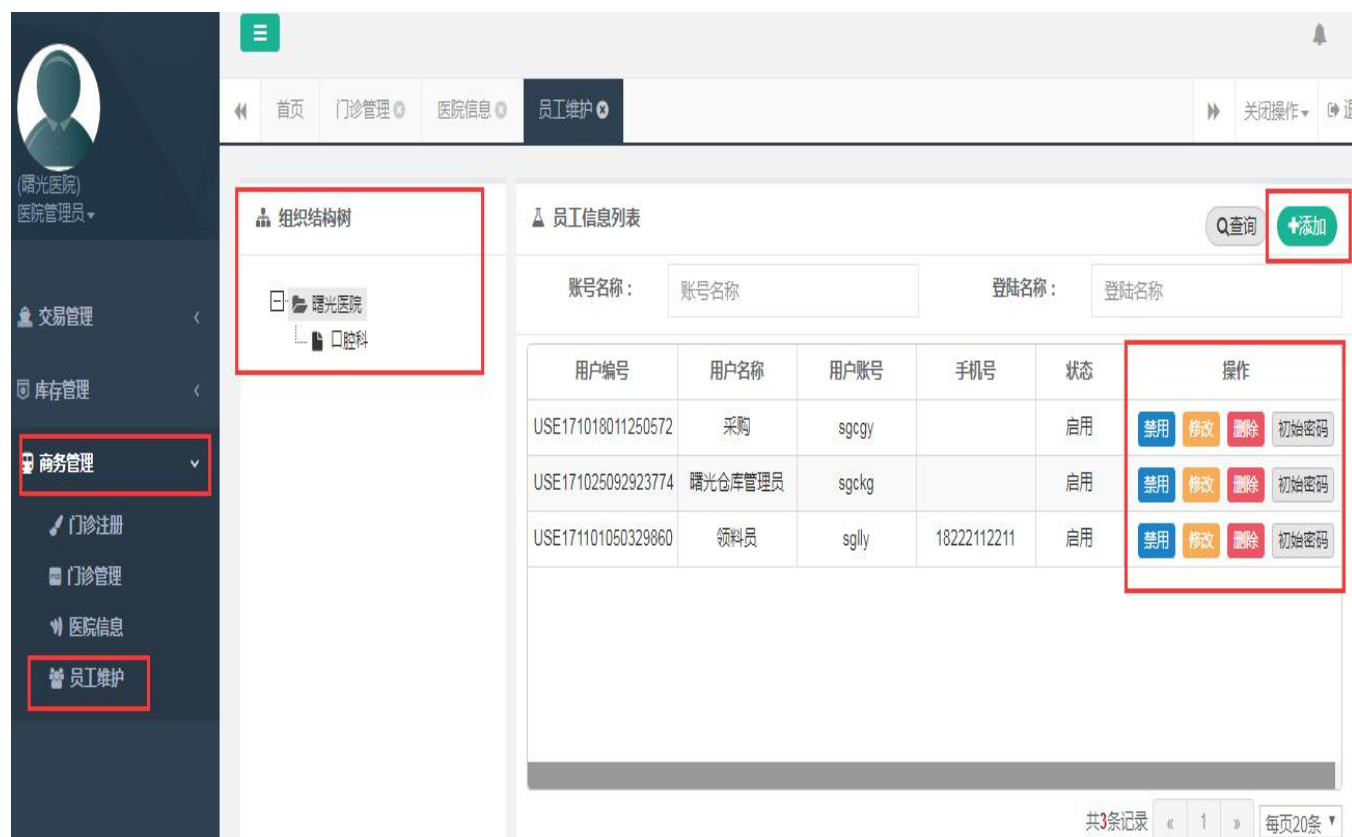 (曙光医院)
医院管理员
交易管理
库存管理
商务管理
门诊注册
门诊管理
医院信息
员工维护
首页 门诊管理 医院信息 员工维护 关闭操作
组织结构树
曙光医院
口腔科
员工信息列表 查询 添加
账号名称: 账号名称 登陆名称: 登陆名称
用户编号 用户名称 用户账号 手机号 状态 操作
USE171018011250572 采购 sgcgy 启用 禁用 修改 删除 初始密码
USE171025092923774 曙光仓库管理员 sgckg 启用 禁用 修改 删除 初始密码
USE171101050329860 领料员 sglly 18222112211 启用 禁用 修改 删除 初始密码
共3条记录 « 1 » 每页20条